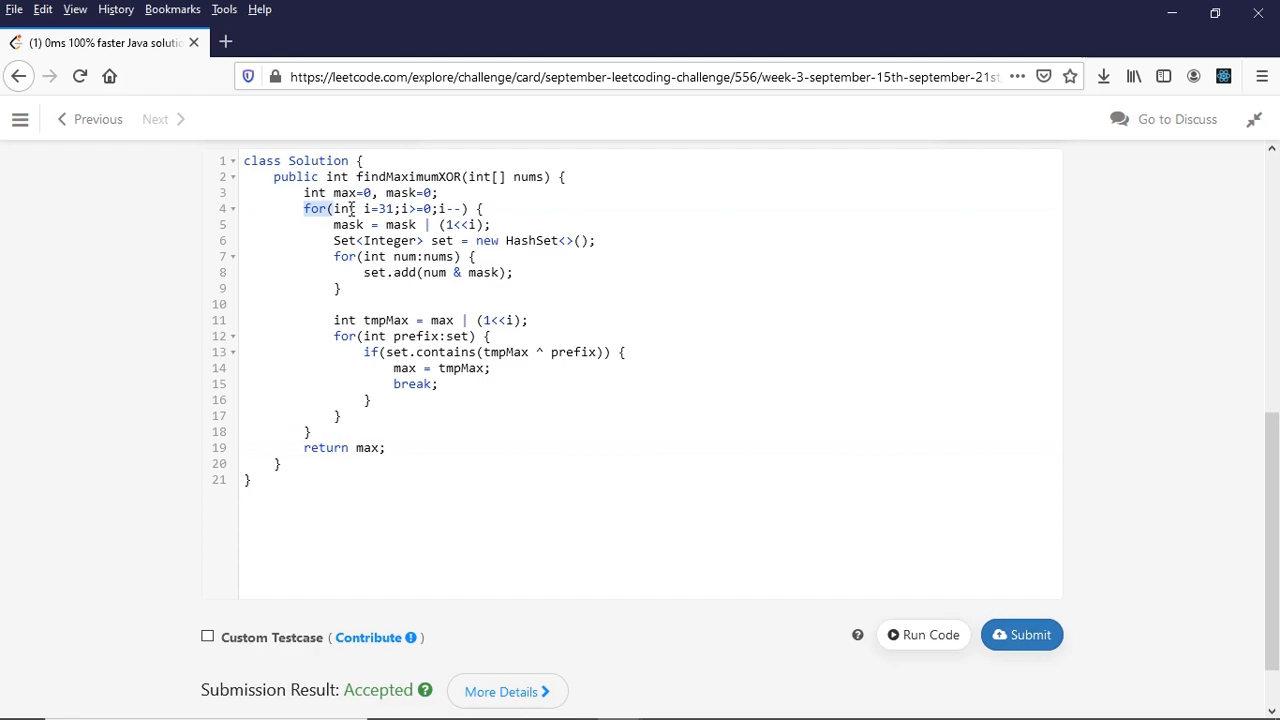 File Edit View History Bookmarks Tools Help
(1) 0ms 100% faster Java solutio
https://leetcode.com/explore/challenge/card/september-leetcoding-challenge/556/week-3-september-15th-september-21st
Previous Next Go to Discuss
1 class Solution {
2 public int findMaximumXOR(int[] nums) {
3 int max=0, mask=0;
4 for(int i=31;i>=0;i--) {
5 mask = mask | (1<<i);
6 Set<Integer> set = new HashSet<>();
7 for(int num:nums) {
8 set.add(num & mask);
9 }
10
11 int tmpMax = max | (1<<i);
12 for(int prefix:set) {
13 if(set.contains(tmpMax ^ prefix)) {
14 max = tmpMax;
15 break;
16 }
17 }
18 }
19 return max;
20 }
21 }
Custom Testcase ( Contribute )
Run Code
Submit
Submission Result: Accepted
More Details